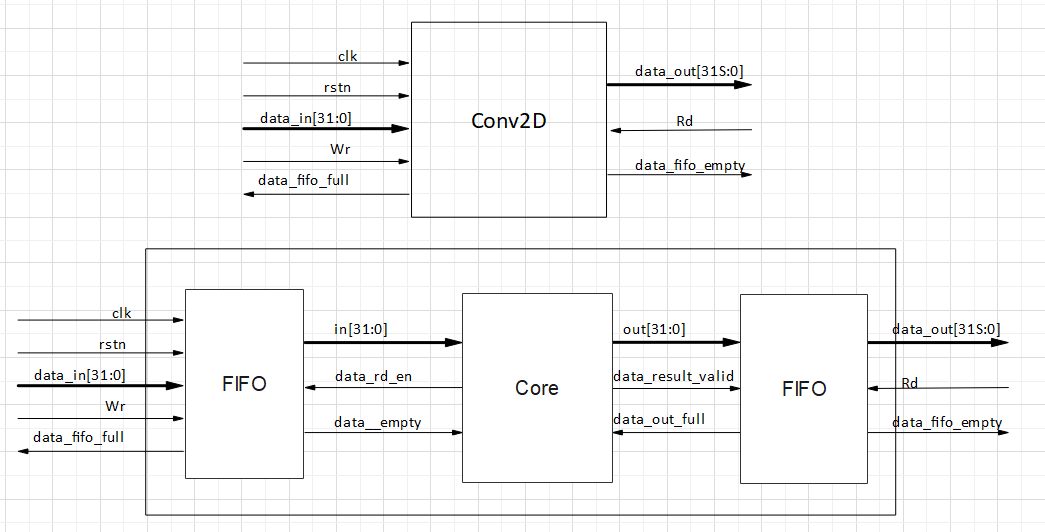 clk
rstn
data_in[31:0]
Wr
data_fifo_full
Conv2D
data_out[31S:0]
Rd
data_fifo_empty
clk
rstn
data_in[31:0]
Wr
data_fifo_full
FIFO
in[31:0]
data_rd_en
data__empty
Core
out[31:0]
data_result_valid
data_out_full
FIFO
data_out[31S:0]
Rd
data_fifo_empty